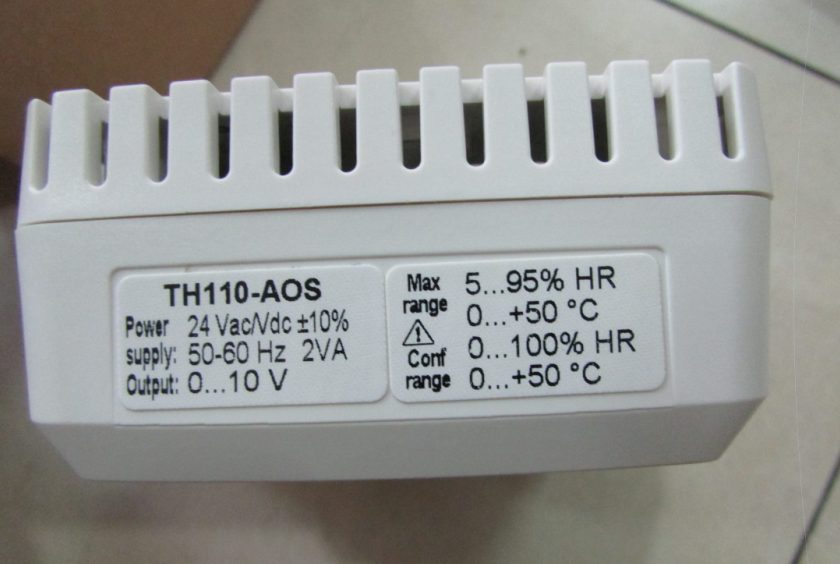 TH110-AOS
Power supply: 24 Vac/Vdc ±10%
50-60 Hz 2VA
Output: 0...10 V
Max range 5...95% HR
0...+50 °C
Conf range 0...100% HR
0...+50 °C